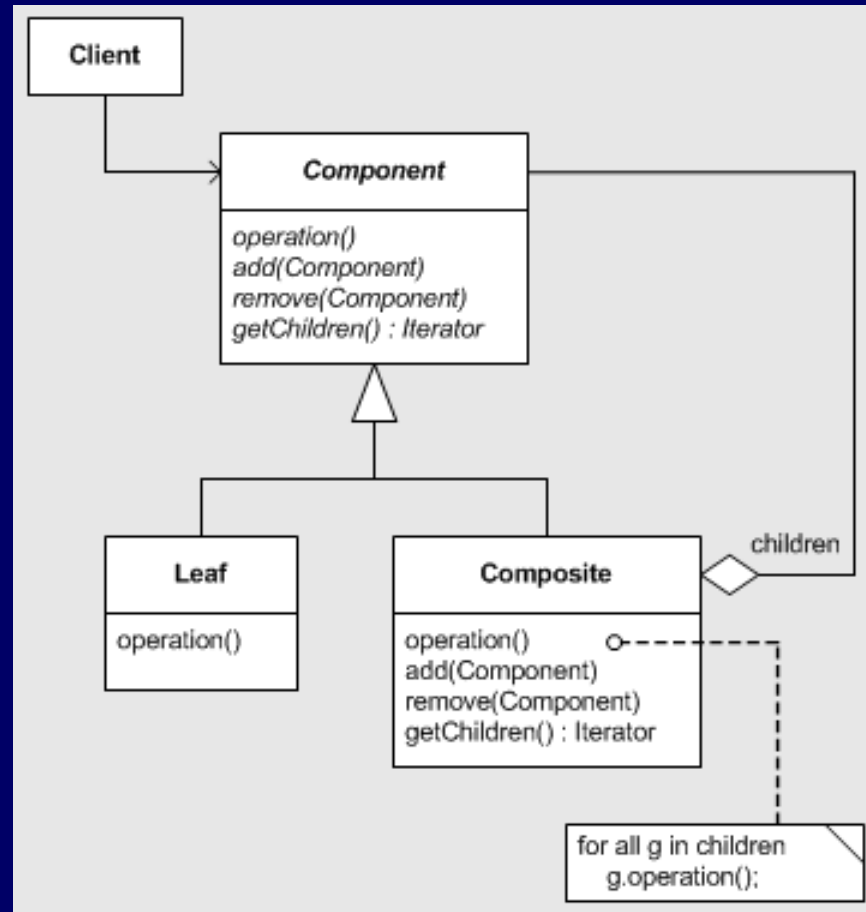 Client
Component
operation()
add(Component)
remove(Component)
getChildren() : Iterator
Leaf
operation()
Composite
children
operation()
add(Component)
remove(Component)
getChildren() : Iterator
for all g in children
g.operation();